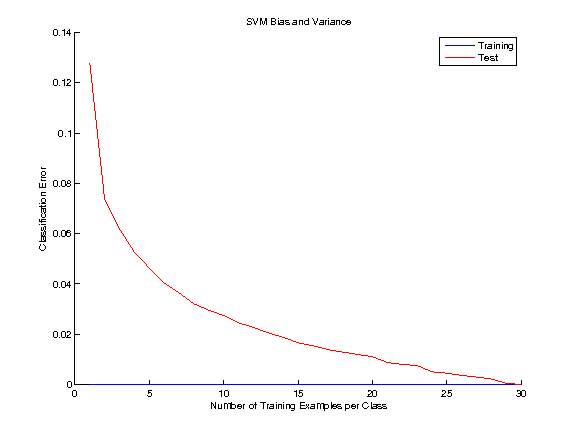 SVM Bias and Variance
Training
Test
0.14
0.12
0.1
0.08
0.06
0.04
0.02
0
Classification Error
0 5 10 15 20 25 30
Number of Training Examples per Class